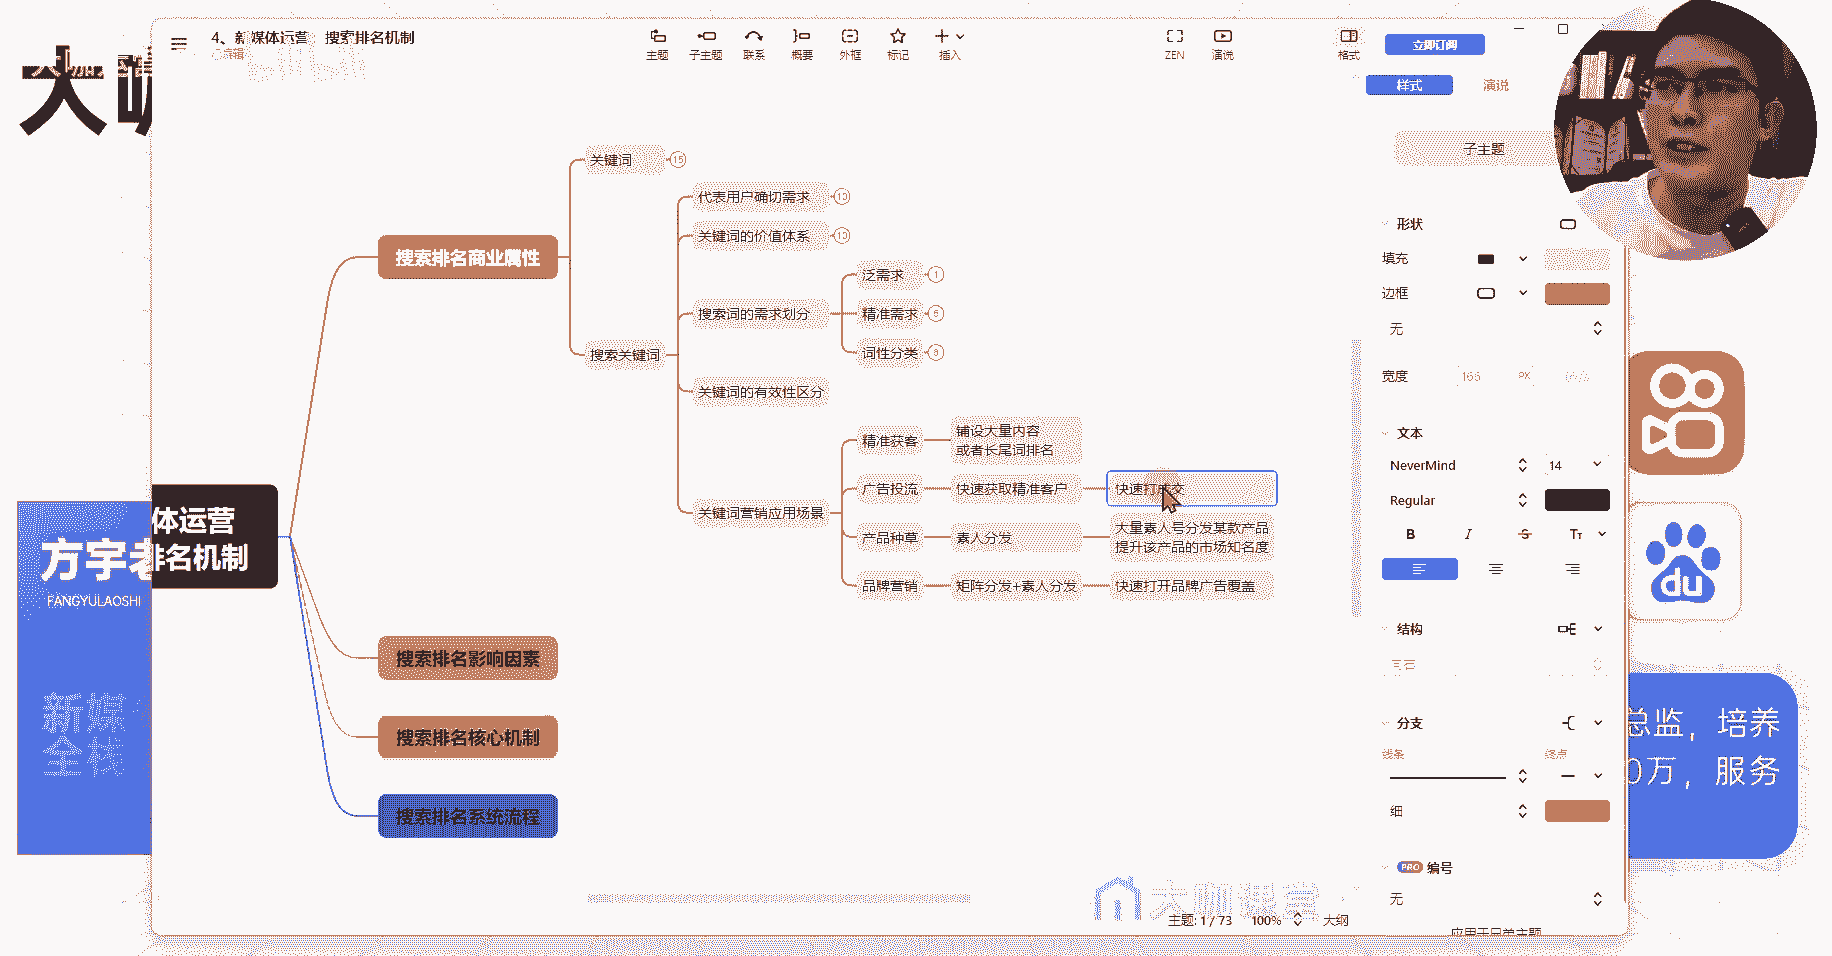 4、新媒体运营 搜索排名机制
已编辑
主题
子主题
联系
概要
外框
标记
插入
ZEN
演说
格式
立即订阅
样式
演说
子主题
大咖
关键词
15
代表用户确切需求
关键词的价值体系
搜索排名商业属性
泛需求
1
搜索词的需求划分
精准需求
词性分类
搜索关键词
关键词的有效性区分
精准获客
铺设大量内容
或者长尾词排名
广告投流
快速获取精准客户
快速打成交
关键词营销应用场景
产品种草
素人分发
大量素人号分发某款产品
提升该产品的市场知名度
品牌营销
矩阵分发+素人分发
快速打开品牌广告覆盖
体运营
排名机制
搜索排名影响因素
搜索排名核心机制
搜索排名系统流程
方宇老
FANGYULAOSHI
新媒
全栈
形状
填充
边框
无
宽度
166
PX
文本
NeverMind
14
Regular
B
I
S
Tт
结构
分支
线条
终点
细
PRO 编号
无
du
总监，培养
0万，服务
大咖课堂
主题: 1 / 73
100%
大纲